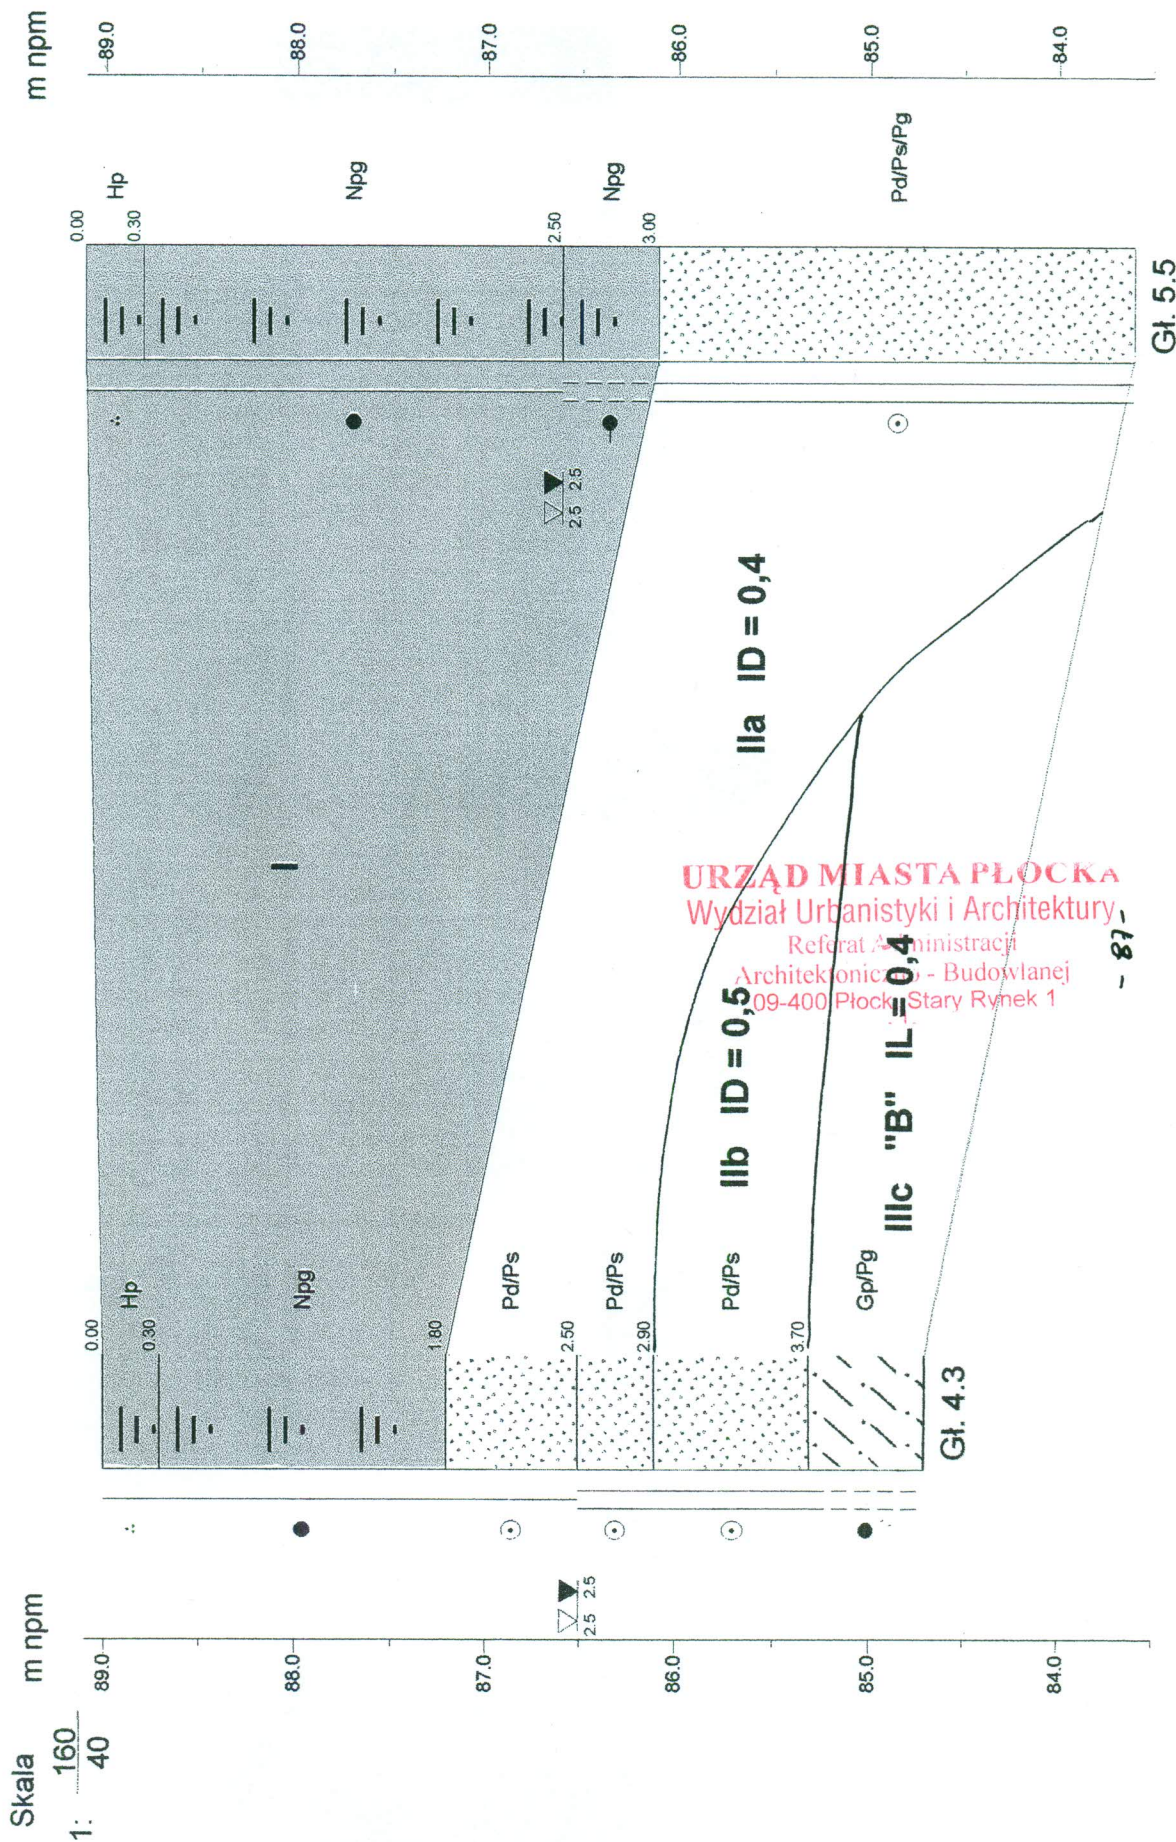 Skala
1: 160
40
m npm
89.0
88.0
87.0
86.0
85.0
84.0
2.5 2.5
0.00
Hp
0.30
Npg
1.80
Pd/Ps
2.50
Pd/Ps
2.90
Pd/Ps
3.70
Gp/Pg
Gł. 4.3
I
IIa ID = 0,4
IIb ID = 0,5
IIIc "B" IL = 0,4
2.5 2.5
0.00
Hp
0.30
Npg
2.50
Npg
3.00
Pd/Ps/Pg
Gł. 5.5
m npm
89.0
88.0
87.0
86.0
85.0
84.0
URZĄD MIASTA PŁOCKA
Wydział Urbanistyki i Architektury
Referat Administracji
Architektoniczno - Budowlanej
09-400 Płock, Stary Rynek 1
- 87 -